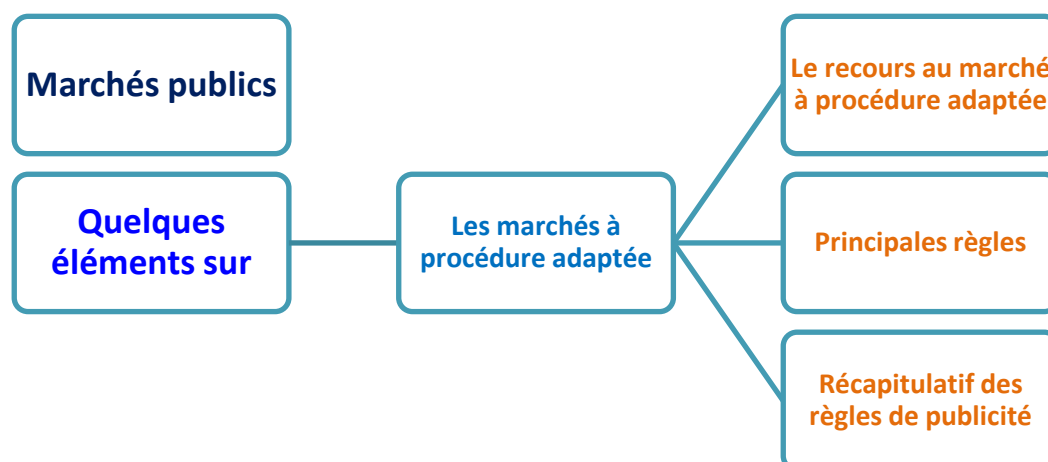 Marchés publics
Quelques
éléments sur
Les marchés à
procédure adaptée
Le recours au marché
à procédure adaptée
Principales règles
Récapitulatif des
règles de publicité